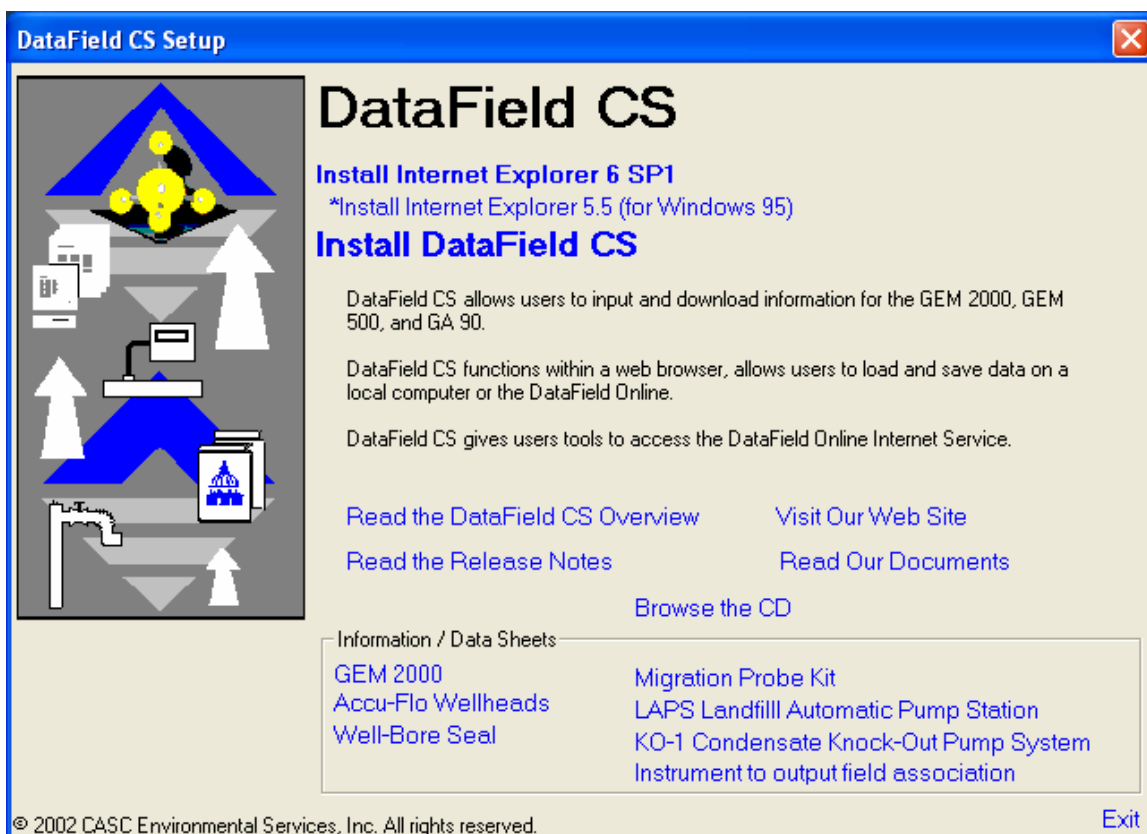 DataField CS Setup
DataField CS
Install Internet Explorer 6 SP1
*Install Internet Explorer 5.5 (for Windows 95)
Install DataField CS
DataField CS allows users to input and download information for the GEM 2000, GEM
500, and GA 90.
DataField CS functions within a web browser, allows users to load and save data on a
local computer or the DataField Online.
DataField CS gives users tools to access the DataField Online Internet Service.
Read the DataField CS Overview
Visit Our Web Site
Read the Release Notes
Read Our Documents
Browse the CD
Information / Data Sheets
GEM 2000
Accu-Flo Wellheads
Well-Bore Seal
Migration Probe Kit
LAPS Landfilll Automatic Pump Station
KO-1 Condensate Knock-Out Pump System
Instrument to output field association
© 2002 CASC Environmental Services, Inc. All rights reserved.
Exit